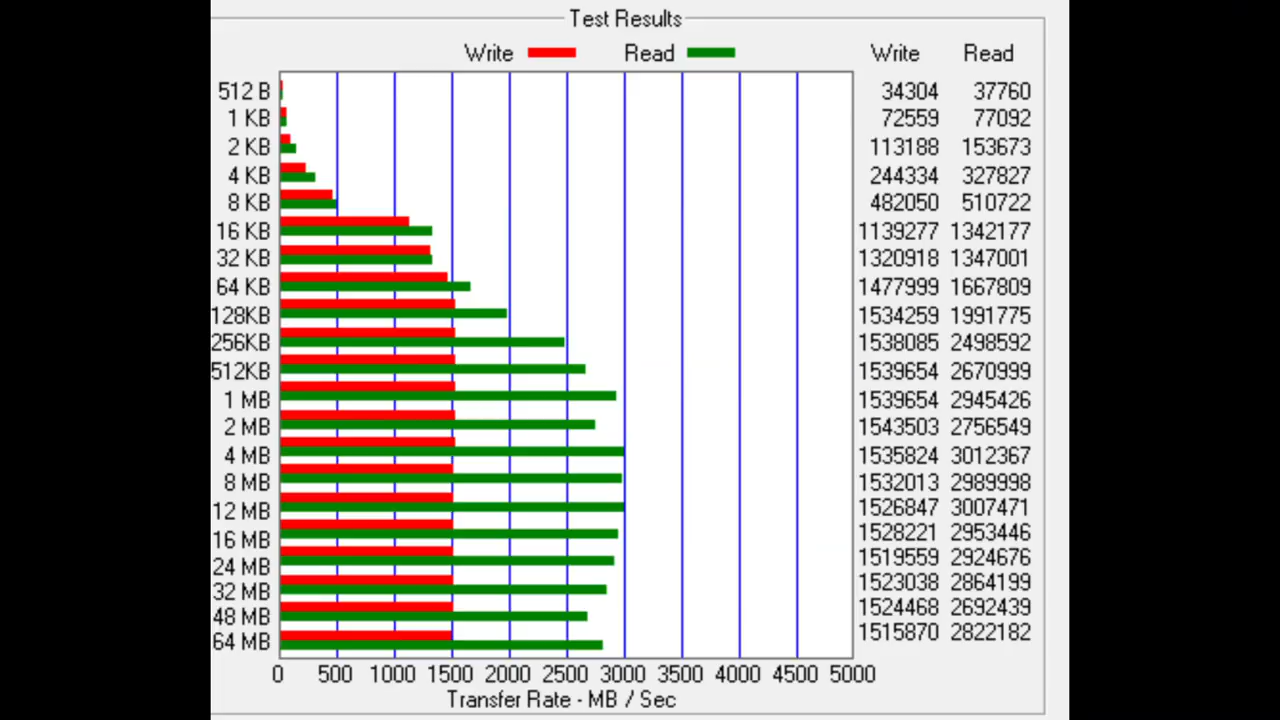 Test Results
Write Read Write Read
512 B 34304 37760
1 KB 72559 77092
2 KB 113188 153673
4 KB 244334 327827
8 KB 482050 510722
16 KB 1139277 1342177
32 KB 1320918 1347001
64 KB 1477999 1667809
128KB 1534259 1991775
256KB 1538085 2498592
512KB 1539654 2670999
1 MB 1539654 2945426
2 MB 1543503 2756549
4 MB 1535824 3012367
8 MB 1532013 2989998
12 MB 1526847 3007471
16 MB 1528221 2953446
24 MB 1519559 2924676
32 MB 1523038 2864199
48 MB 1524468 2692439
64 MB 1515870 2822182
0 500 1000 1500 2000 2500 3000 3500 4000 4500 5000
Transfer Rate - MB / Sec